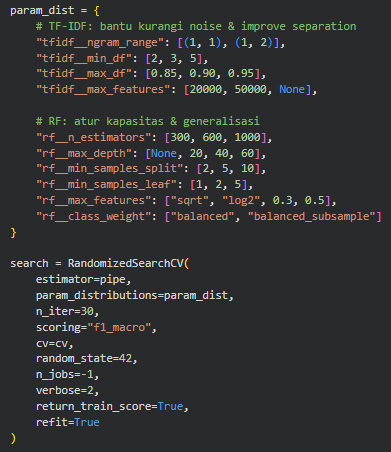 param_dist = {
    # TF-IDF: bantu kurangi noise & improve separation
    "tfidf__ngram_range": [(1, 1), (1, 2)],
    "tfidf__min_df": [2, 3, 5],
    "tfidf__max_df": [0.85, 0.90, 0.95],
    "tfidf__max_features": [20000, 50000, None],

    # RF: atur kapasitas & generalisasi
    "rf__n_estimators": [300, 600, 1000],
    "rf__max_depth": [None, 20, 40, 60],
    "rf__min_samples_split": [2, 5, 10],
    "rf__min_samples_leaf": [1, 2, 5],
    "rf__max_features": ["sqrt", "log2", 0.3, 0.5],
    "rf__class_weight": ["balanced", "balanced_subsample"]
}

search = RandomizedSearchCV(
    estimator=pipe,
    param_distributions=param_dist,
    n_iter=30,
    scoring="f1_macro",
    cv=cv,
    random_state=42,
    n_jobs=-1,
    verbose=2,
    return_train_score=True,
    refit=True
)